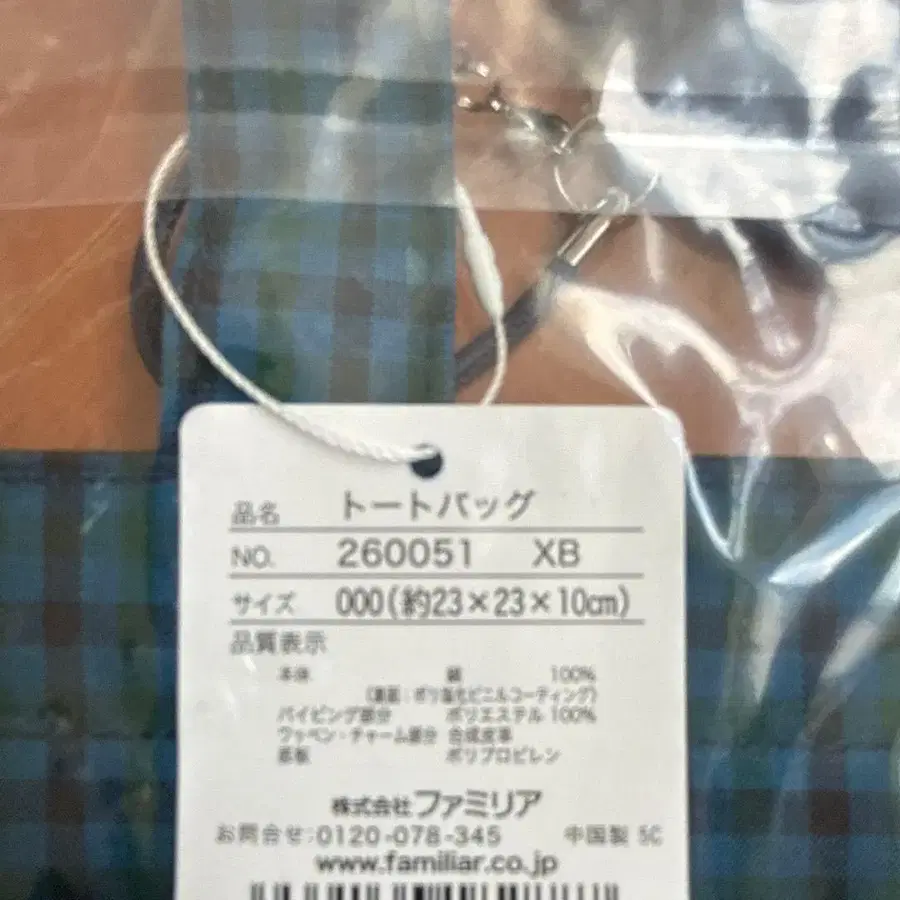 品名 トートバッグ
NO. 260051 XB
サイズ 000(約23×23×10cm)
品質表示
本体 綿 100%
(裏面:ポリ塩化ビニルコーティング)
パイピング部分 ポリエステル 100%
ワッペン・チャーム部分 合成皮革
底板 ポリプロピレン
株式会社ファミリア
お問合せ:0120-078-345 中国製 SC
www.familiar.co.jp